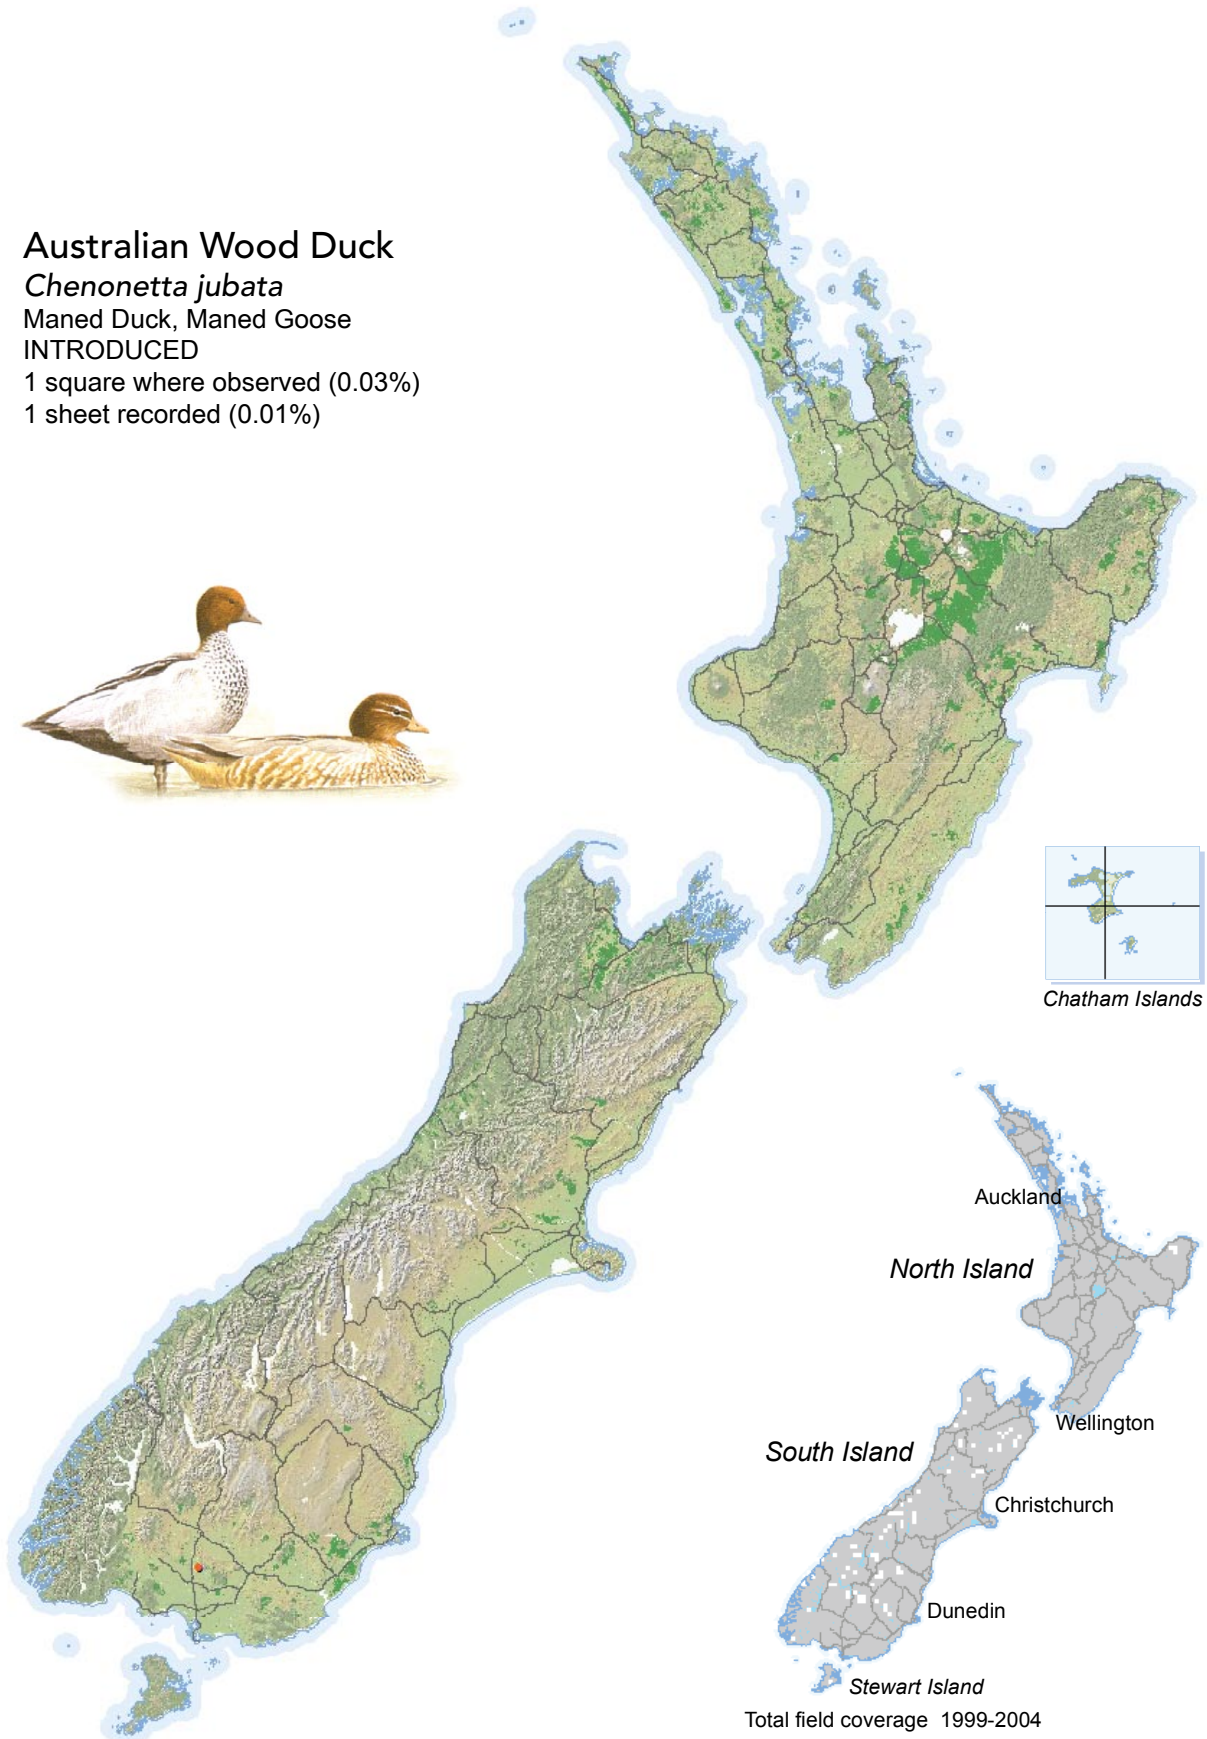 Australian Wood Duck
Chenonetta jubata
Maned Duck, Maned Goose
INTRODUCED
1 square where observed (0.03%)
1 sheet recorded (0.01%)
Chatham Islands
Auckland
North Island
Wellington
South Island
Christchurch
Dunedin
Stewart Island
Total field coverage 1999-2004